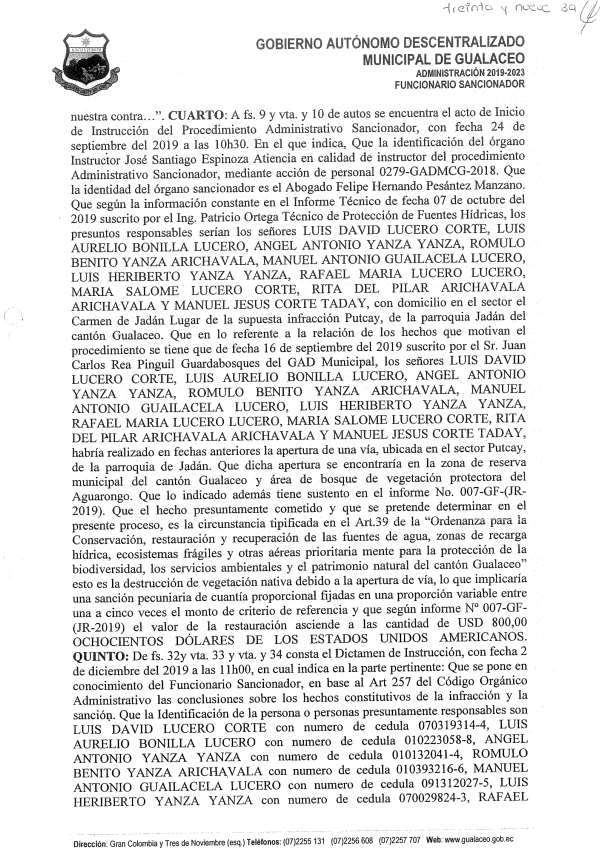 treinta y nueve 39
GOBIERNO AUTÓNOMO DESCENTRALIZADO
MUNICIPAL DE GUALACEO
ADMINISTRACIÓN 2019-2023
FUNCIONARIO SANCIONADOR
nuestra contra…”. CUARTO: A fs. 9 y vta. y 10 de autos se encuentra el acto de Inicio
de Instrucción del Procedimiento Administrativo Sancionador, con fecha 24 de
septiembre del 2019 a las 10h30. En el que indica, Que la identificación del órgano
Instructor José Santiago Espinoza Atiencia en calidad de instructor del procedimiento
Administrativo Sancionador, mediante acción de personal 0279-GADMCG-2018. Que
la identidad del órgano sancionador es el Abogado Felipe Hernando Pesántez Manzano.
Que según la información constante en el Informe Técnico de fecha 07 de octubre del
2019 suscrito por el Ing. Patricio Ortega Técnico de Protección de Fuentes Hídricas, los
presuntos responsables serían los señores LUIS DAVID LUCERO CORTE, LUIS
AURELIO BONILLA LUCERO, ANGEL ANTONIO YANZA YANZA, ROMULO
BENITO YANZA ARICHAVALA, MANUEL ANTONIO GUAILACELA LUCERO,
LUIS HERIBERTO YANZA YANZA, RAFAEL MARIA LUCERO LUCERO,
MARIA SALOME LUCERO CORTE, RITA DEL PILAR ARICHAVALA
ARICHAVALA Y MANUEL JESUS CORTE TADAY, con domicilio en el sector el
Carmen de Jadán Lugar de la supuesta infracción Putcay, de la parroquia Jadán del
cantón Gualaceo. Que en lo referente a la relación de los hechos que motivan el
procedimiento se tiene que de fecha 16 de septiembre del 2019 suscrito por el Sr. Juan
Carlos Rea Pinguil Guardabosques del GAD Municipal, los señores LUIS DAVID
LUCERO CORTE, LUIS AURELIO BONILLA LUCERO, ANGEL ANTONIO
YANZA YANZA, ROMULO BENITO YANZA ARICHAVALA, MANUEL
ANTONIO GUAILACELA LUCERO, LUIS HERIBERTO YANZA YANZA,
RAFAEL MARIA LUCERO LUCERO, MARIA SALOME LUCERO CORTE, RITA
DEL PILAR ARICHAVALA ARICHAVALA Y MANUEL JESUS CORTE TADAY,
habría realizado en fechas anteriores la apertura de una vía, ubicada en el sector Putcay,
de la parroquia de Jadán. Que dicha apertura se encontraría en la zona de reserva
municipal del cantón Gualaceo y área de bosque de vegetación protectora del
Aguarongo. Que lo indicado además tiene sustento en el informe No. 007-GF-(JR-
2019). Que el hecho presuntamente cometido y que se pretende determinar en el
presente proceso, es la circunstancia tipificada en el Art.39 de la “Ordenanza para la
Conservación, restauración y recuperación de las fuentes de agua, zonas de recarga
hídrica, ecosistemas frágiles y otras aéreas prioritaria mente para la protección de la
biodiversidad, los servicios ambientales y el patrimonio natural del cantón Gualaceo”
esto es la destrucción de vegetación nativa debido a la apertura de vía, lo que implicaría
una sanción pecuniaria de cuantía proporcional fijadas en una proporción variable entre
una a cinco veces el monto de criterio de referencia y que según informe Nº 007-GF-
(JR-2019) el valor de la restauración asciende a las cantidad de USD 800,00
OCHOCIENTOS DÓLARES DE LOS ESTADOS UNIDOS AMERICANOS.
QUINTO: De fs. 32y vta. 33 y vta. y 34 consta el Dictamen de Instrucción, con fecha 2
de diciembre del 2019 a las 11h00, en cual indica en la parte pertinente: Que se pone en
conocimiento del Funcionario Sancionador, en base al Art 257 del Código Orgánico
Administrativo las conclusiones sobre los hechos constitutivos de la infracción y la
sanción. Que la Identificación de la persona o personas presuntamente responsables son
LUIS DAVID LUCERO CORTE con numero de cedula 070319314-4, LUIS
AURELIO BONILLA LUCERO con numero de cedula 010223058-8, ANGEL
ANTONIO YANZA YANZA con numero de cedula 010132041-4, ROMULO
BENITO YANZA ARICHAVALA con numero de cedula 010393216-6, MANUEL
ANTONIO GUAILACELA LUCERO con numero de cedula 091312027-5, LUIS
HERIBERTO YANZA YANZA con numero de cedula 070029824-3, RAFAEL
Dirección: Gran Colombia y Tres de Noviembre (esq.) Teléfonos: (07)2255 131 (07)2256 608 (07)2257 707 Web: www.gualaceo.gob.ec